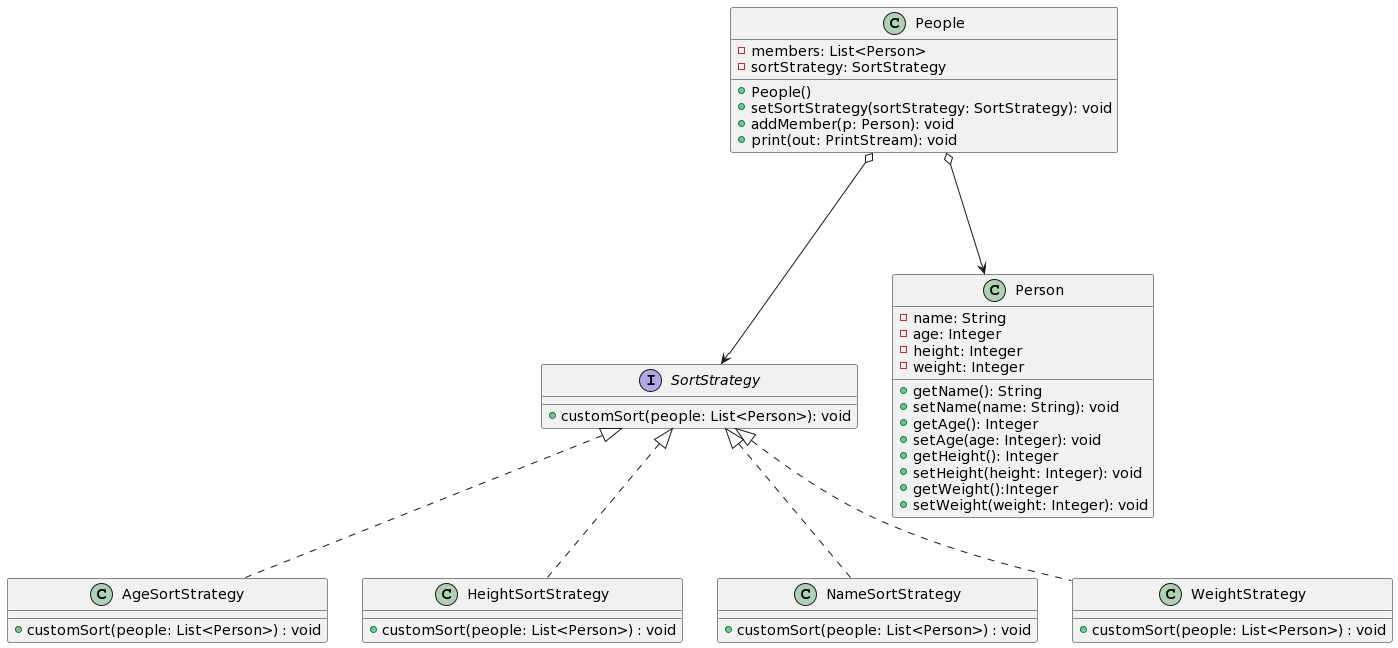 C People
members: List<Person>
sortStrategy: SortStrategy
People()
setSortStrategy(sortStrategy: SortStrategy): void
addMember(p: Person): void
print(out: PrintStream): void
C Person
name: String
age: Integer
height: Integer
weight: Integer
getName(): String
setName(name: String): void
getAge(): Integer
setAge(age: Integer): void
getHeight(): Integer
setHeight(height: Integer): void
getWeight():Integer
setWeight(weight: Integer): void
I SortStrategy
customSort(people: List<Person>): void
C AgeSortStrategy
customSort(people: List<Person>) : void
C HeightSortStrategy
customSort(people: List<Person>) : void
C NameSortStrategy
customSort(people: List<Person>) : void
C WeightStrategy
customSort(people: List<Person>) : void